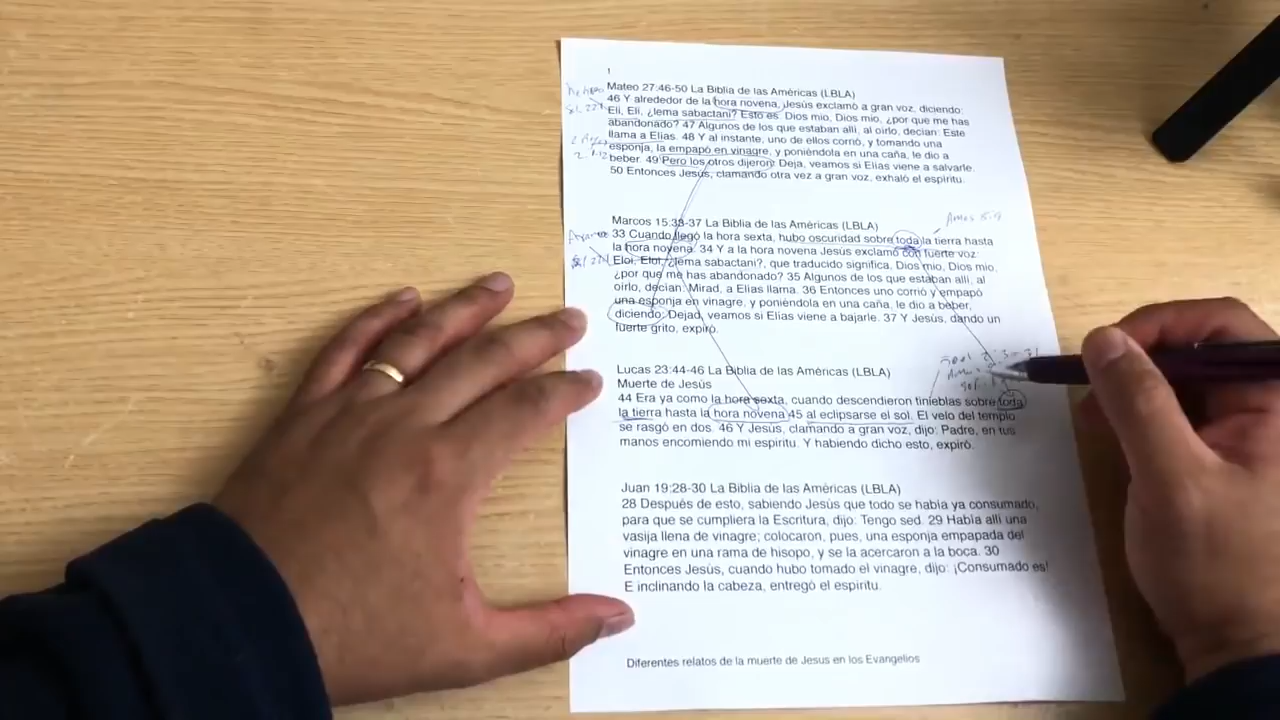 1
Mateo 27:46-50 La Biblia de las Américas (LBLA)
46 Y alrededor de la hora novena, Jesús exclamó a gran voz, diciendo:
Elí, Elí, ¿lema sabactani? Esto es: Dios mio, Dios mio, ¿por que me has
abandonado? 47 Algunos de los que estaban allí, al oírlo, decían: Este
llama a Elías. 48 Y al instante, uno de ellos corrió, y tomando una
esponja, la empapó en vinagre, y poniéndola en una caña, le dio a
beber. 49 Pero los otros dijeron: Deja, veamos si Elías viene a salvarle.
50 Entonces Jesús, clamando otra vez a gran voz, exhaló el espíritu.
Amos 8:9
Marcos 15:33-37 La Biblia de las Américas (LBLA)
33 Cuando llegó la hora sexta, hubo oscuridad sobre toda la tierra hasta
la hora novena. 34 Y a la hora novena Jesús exclamó con fuerte voz:
Eloi, Eloi, ¿lema sabactani?, que traducido significa, Dios mio, Dios mio,
¿por que me has abandonado? 35 Algunos de los que estaban allí, al
oírlo, decían: Mirad, a Elías llama. 36 Entonces uno corrió y empapó
una esponja en vinagre, y poniéndola en una caña, le dio a beber,
diciendo: Dejad, veamos si Elías viene a bajarle. 37 Y Jesús, dando un
fuerte grito, expiró.
Lucas 23:44-46 La Biblia de las Américas (LBLA)
Muerte de Jesús
44 Era ya como la hora sexta, cuando descendieron tinieblas sobre toda
la tierra hasta la hora novena 45 al eclipsarse el sol. El velo del templo
se rasgó en dos. 46 Y Jesús, clamando a gran voz, dijo: Padre, en tus
manos encomiendo mi espíritu. Y habiendo dicho esto, expiró.
Juan 19:28-30 La Biblia de las Américas (LBLA)
28 Después de esto, sabiendo Jesús que todo se había ya consumado,
para que se cumpliera la Escritura, dijo: Tengo sed. 29 Había allí una
vasija llena de vinagre; colocaron, pues, una esponja empapada del
vinagre en una rama de hisopo, y se la acercaron a la boca. 30
Entonces Jesús, cuando hubo tomado el vinagre, dijo: ¡Consumado es!
E inclinando la cabeza, entregó el espíritu.
Diferentes relatos de la muerte de Jesus en los Evangelios